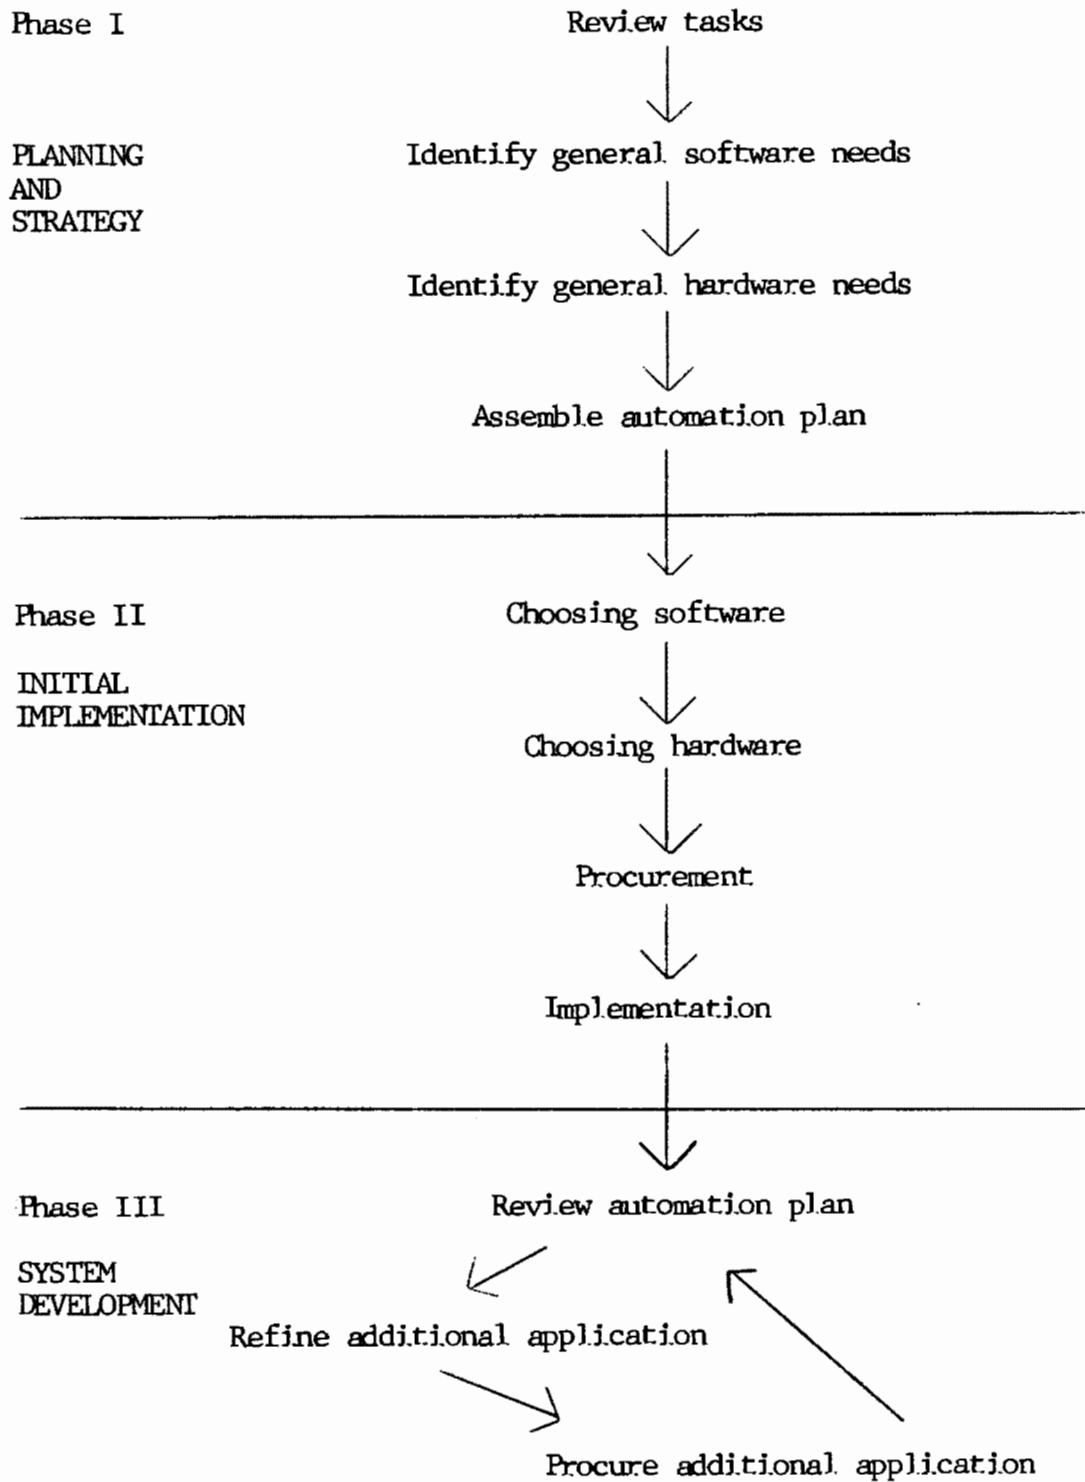 Phase I
Review tasks
PLANNING
AND
STRATEGY
Identify general software needs
Identify general hardware needs
Assemble automation plan
Phase II
Choosing software
INITIAL
IMPLEMENTATION
Choosing hardware
Procurement
Implementation
Phase III
Review automation plan
SYSTEM
DEVELOPMENT
Refine additional application
Procure additional application